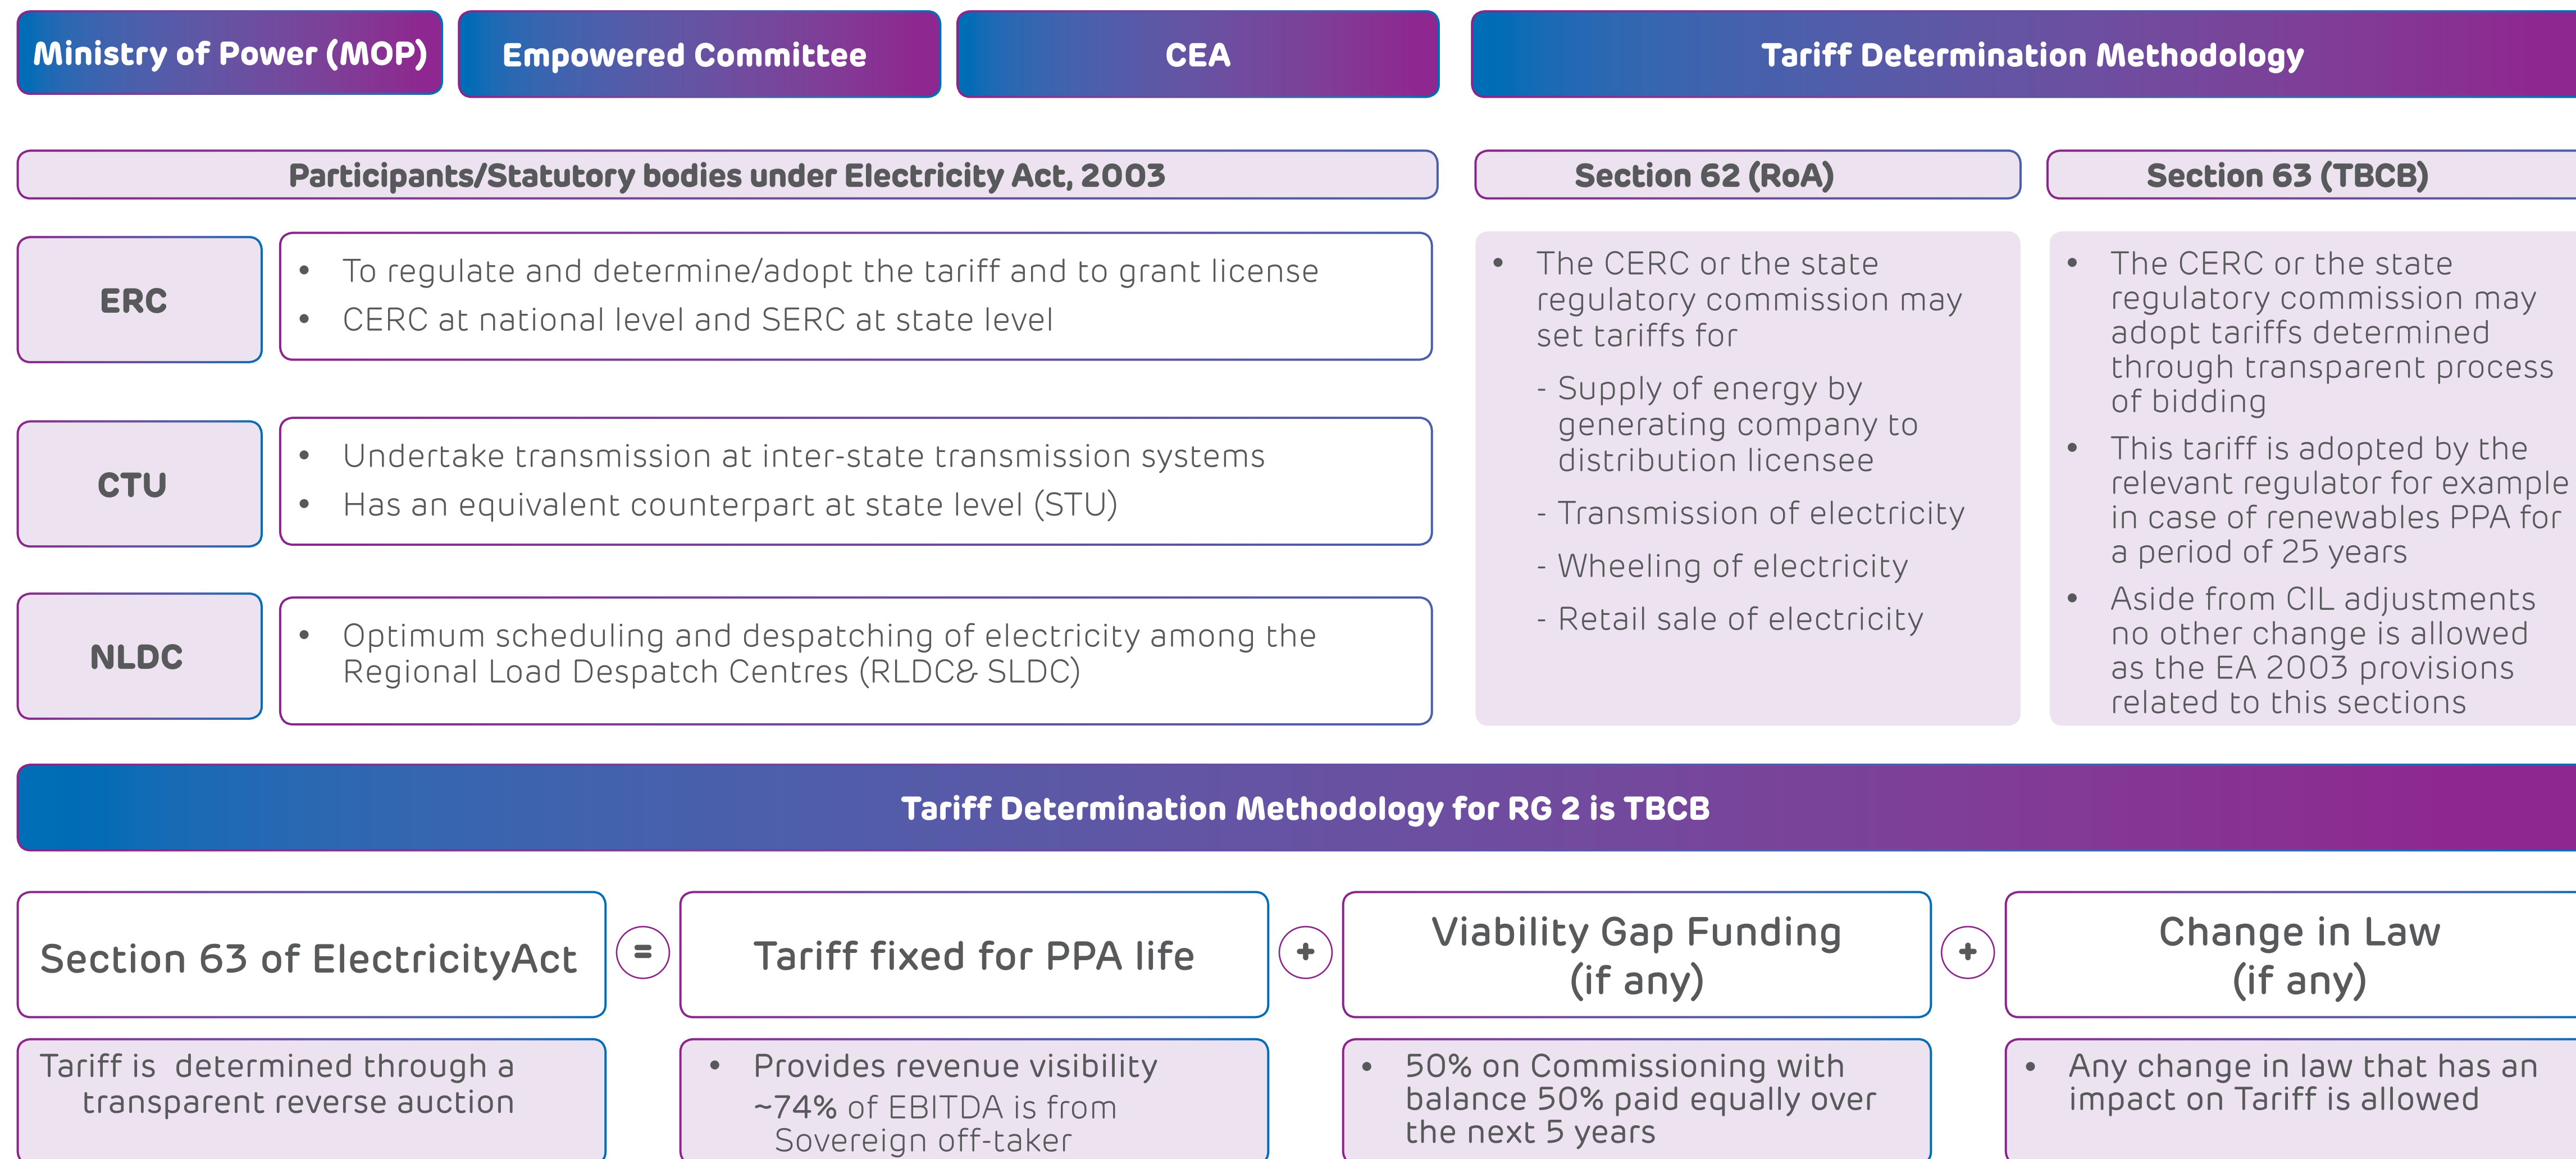 Ministry of Power (MOP)
Empowered Committee
CEA
Tariff Determination Methodology
Participants/Statutory bodies under Electricity Act, 2003
Section 62 (RoA)
Section 63 (TBCB)
ERC
• To regulate and determine/adopt the tariff and to grant license
• CERC at national level and SERC at state level
CTU
• Undertake transmission at inter-state transmission systems
• Has an equivalent counterpart at state level (STU)
NLDC
• Optimum scheduling and despatching of electricity among the
Regional Load Despatch Centres (RLDC& SLDC)
• The CERC or the state
regulatory commission may
set tariffs for
- Supply of energy by
generating company to
distribution licensee
- Transmission of electricity
- Wheeling of electricity
- Retail sale of electricity
• The CERC or the state
regulatory commission may
adopt tariffs determined
through transparent process
of bidding
• This tariff is adopted by the
relevant regulator for example
in case of renewables PPA for
a period of 25 years
• Aside from CIL adjustments
no other change is allowed
as the EA 2003 provisions
related to this sections
Tariff Determination Methodology for RG 2 is TBCB
Section 63 of ElectricityAct
=
Tariff fixed for PPA life
+
Viability Gap Funding
(if any)
+
Change in Law
(if any)
Tariff is determined through a
transparent reverse auction
• Provides revenue visibility
~74% of EBITDA is from
Sovereign off-taker
• 50% on Commissioning with
balance 50% paid equally over
the next 5 years
• Any change in law that has an
impact on Tariff is allowed